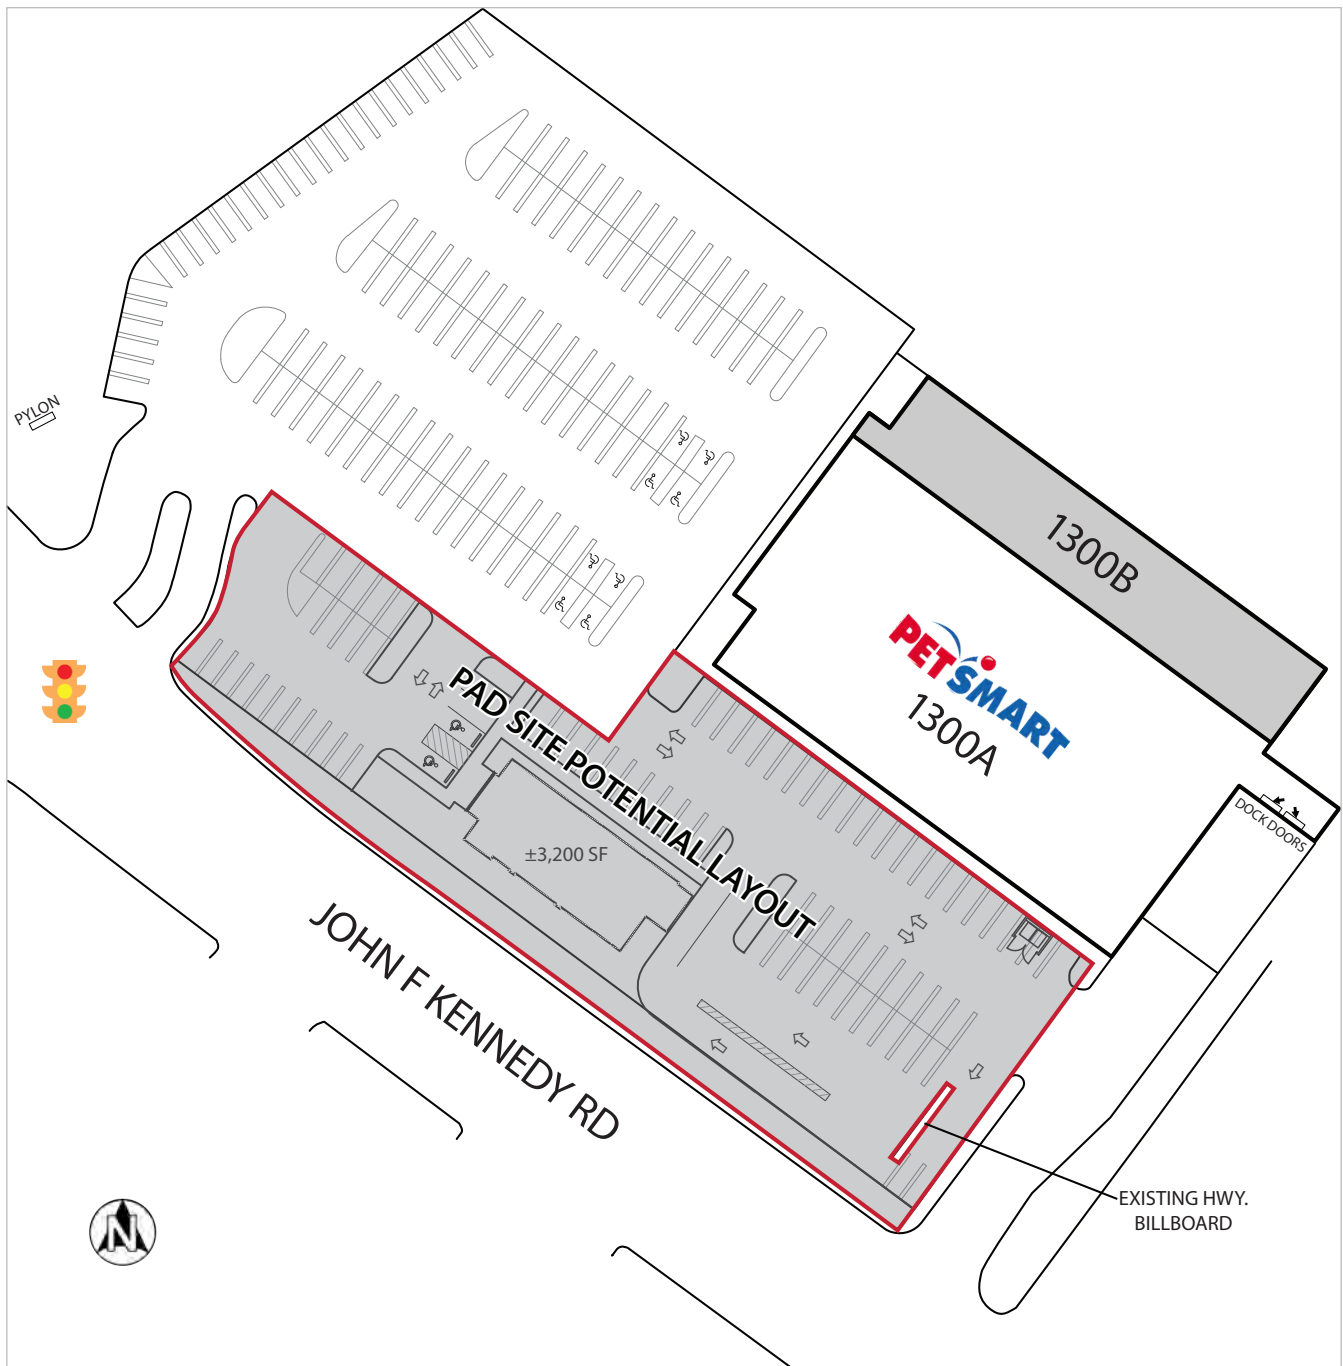 PYLON
1300B
PETSMART
1300A
DOCK DOORS
PAD SITE POTENTIAL LAYOUT
±3,200 SF
JOHN F KENNEDY RD
EXISTING HWY.
BILLBOARD
N